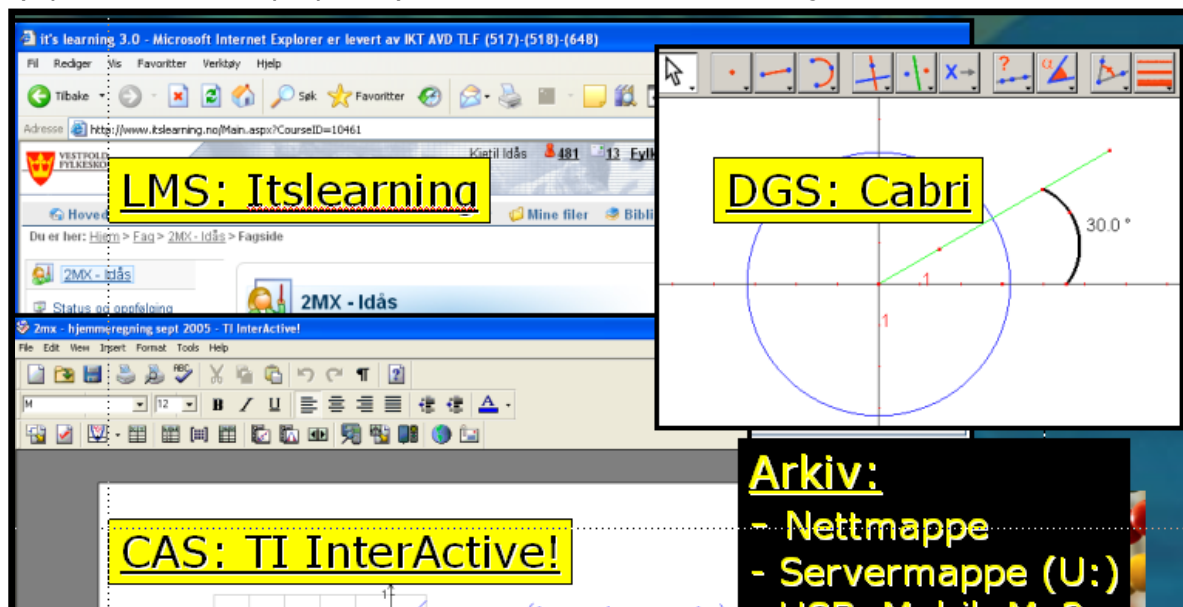 it's learning 3.0 - Microsoft Internet Explorer er levert av IKT AVD TLF (517)-(518)-(648)
Fil Rediger Vis Favoritter Verktøy Hjelp
Tilbake Søk Favoritter
Adresse http://www.itslearning.no/Main.aspx?CourseID=10461
VESTFOLD
FYLKESKO
Kjetil Idås 481 13 Fylk
LMS: Itslearning
Hoved Mine filer Bibli
Du er her: Hjem > Fag > 2MX - Idås > Fagside
2MX - Idås
Status og oppfølging
2MX - Idås
X
?
α
DGS: Cabri
30.0 °
1
1
2mx - hjemmeregning sept 2005 - TI InterActive!
File Edit View Insert Format Tools Help
ABC
M 12 B I U A
CAS: TI InterActive!
1
Arkiv:
- Nettmappe
- Servermappe (U:)